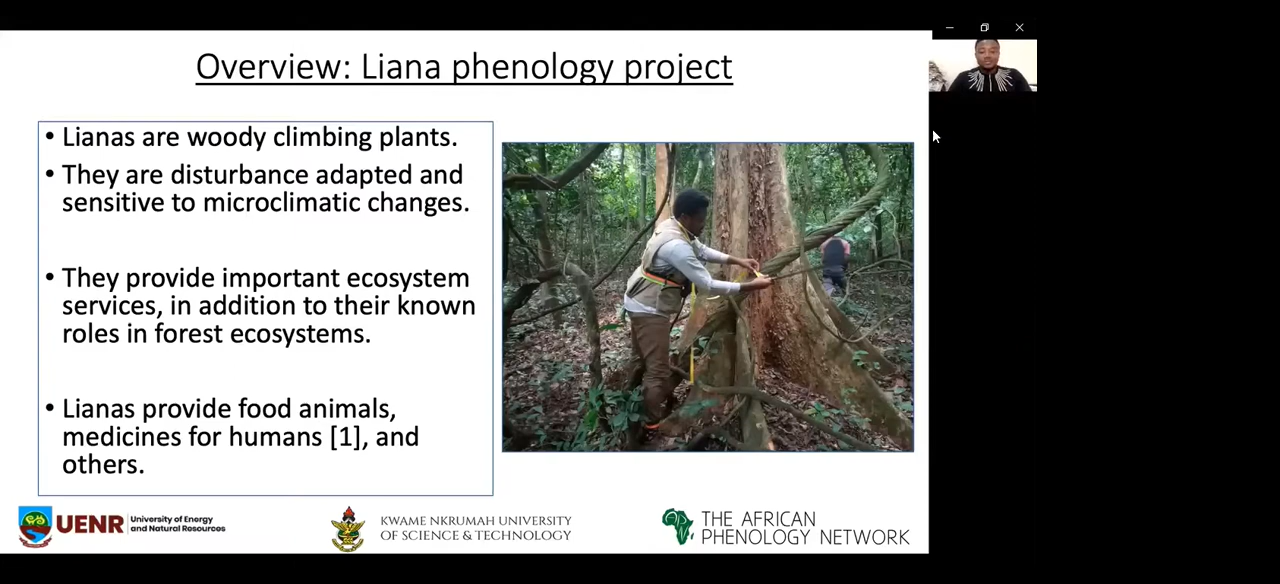 Overview: Liana phenology project
• Lianas are woody climbing plants.
• They are disturbance adapted and
sensitive to microclimatic changes.
• They provide important ecosystem
services, in addition to their known
roles in forest ecosystems.
• Lianas provide food animals,
medicines for humans [1], and
others.
UENR
University of Energy
and Natural Resources
KWAME NKRUMAH UNIVERSITY
OF SCIENCE & TECHNOLOGY
THE AFRICAN
PHENOLOGY NETWORK